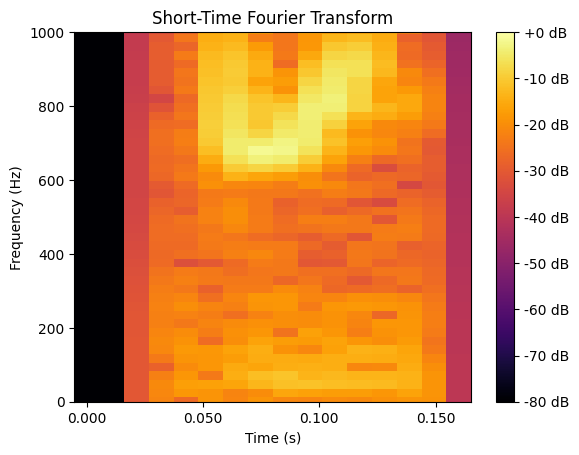 Short-Time Fourier Transform
1000
800
600
400
200
0
Frequency (Hz)
0.000
0.050
0.100
0.150
Time (s)
+0 dB
-10 dB
-20 dB
-30 dB
-40 dB
-50 dB
-60 dB
-70 dB
-80 dB